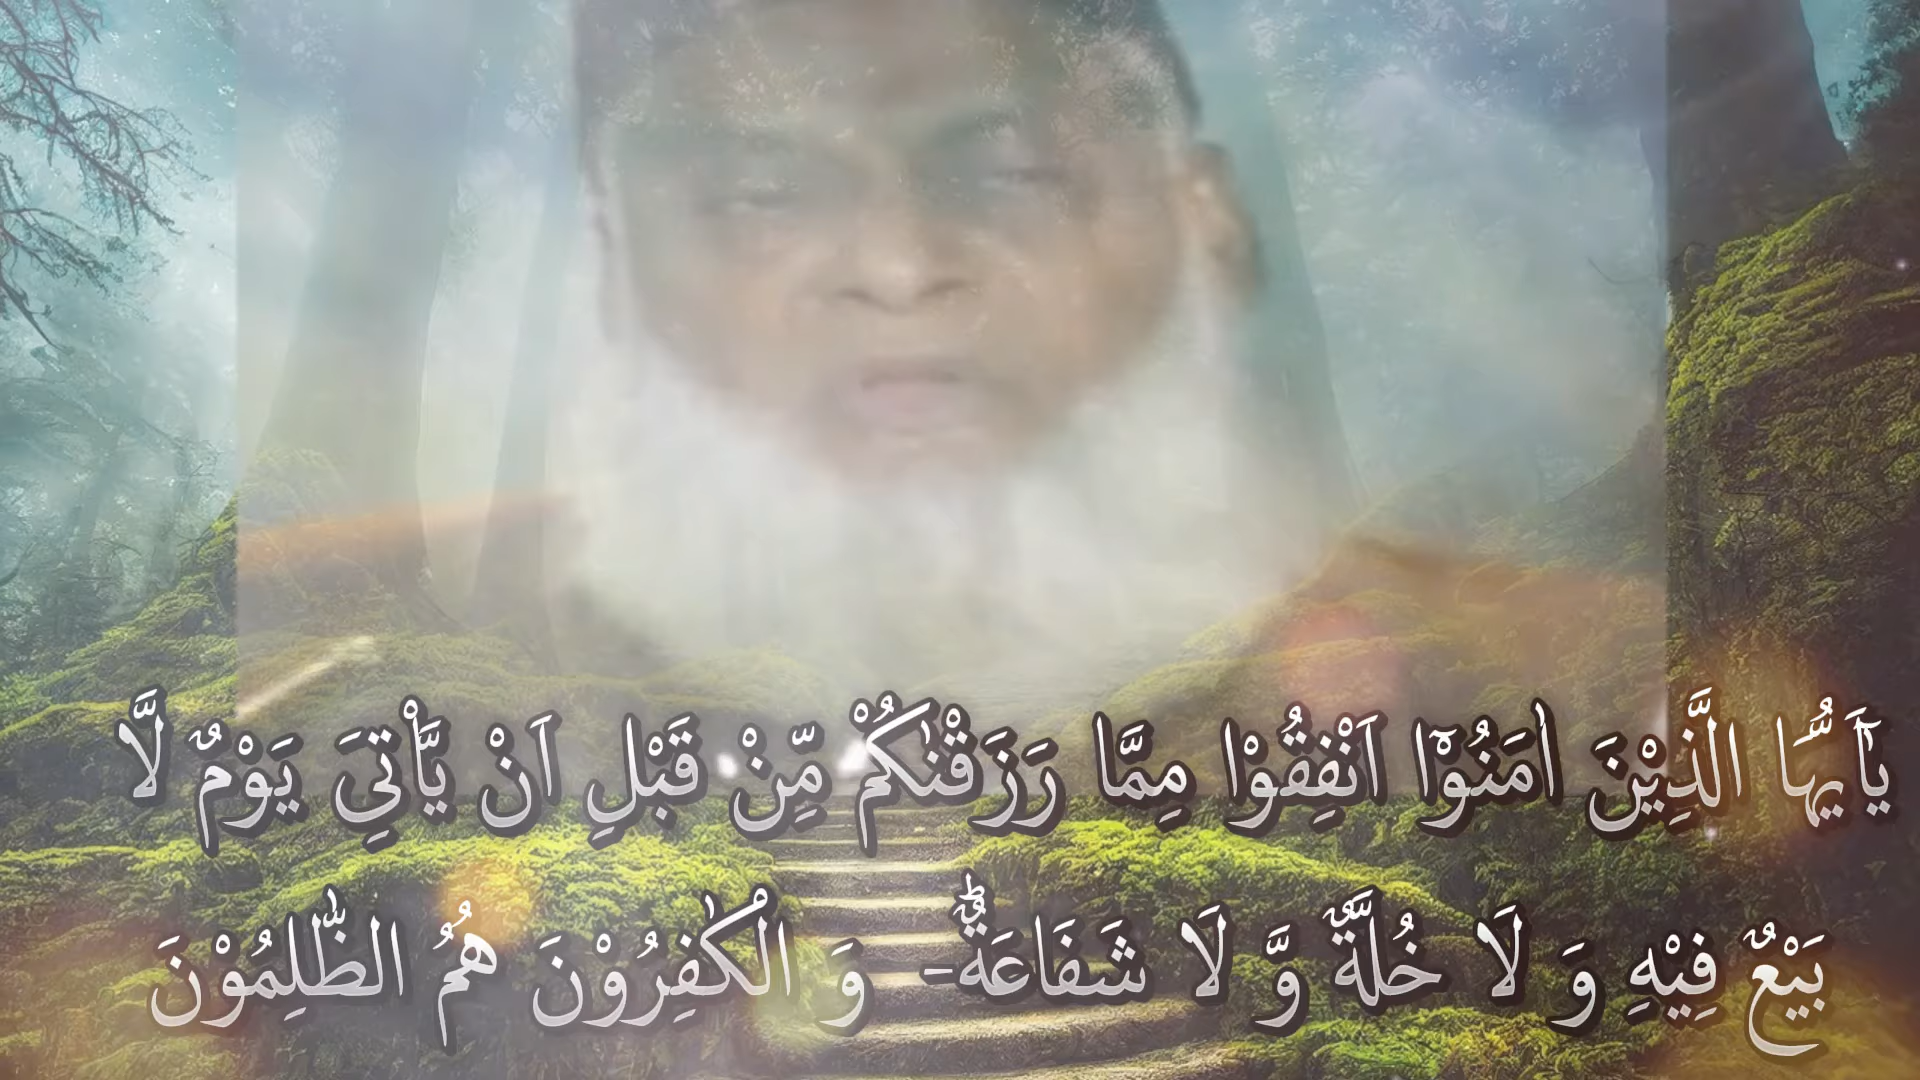 یٰۤاَیُّهَا الَّذِیْنَ اٰمَنُوْۤا اَنْفِقُوْا مِمَّا رَزَقْنٰكُمْ مِّنْ قَبْلِ اَنْ یَّاْتِیَ یَوْمٌ لَّا
بَیْعٌ فِیْهِ وَ لَا خُلَّةٌ وَّ لَا شَفَاعَةٌؕ- وَ الْكٰفِرُوْنَ هُمُ الظّٰلِمُوْنَ